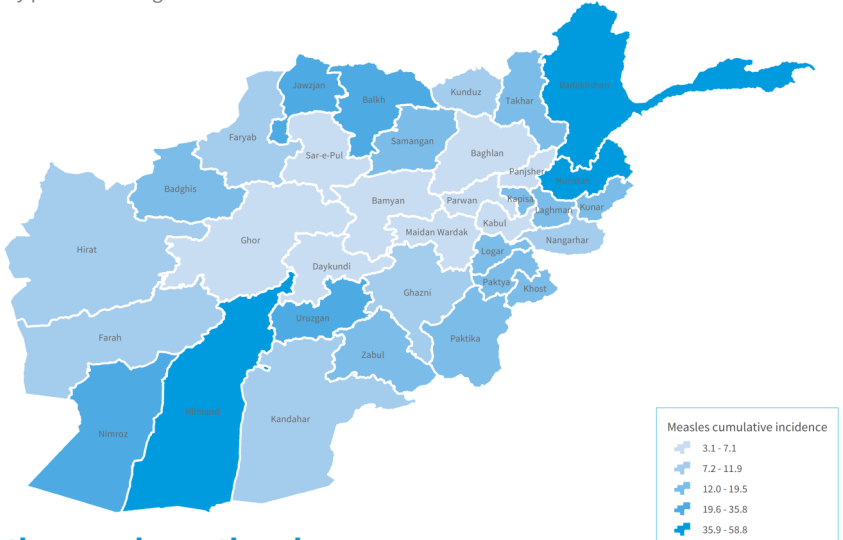 Jawzjan
Balkh
Kunduz
Takhar
Badakhshan
Faryab
Samangan
Sar-e-Pul
Baghlan
Panjsher
Nuristan
Badghis
Bamyan
Parwan
Kapisa
Laghman
Kunar
Kabul
Maidan Wardak
Nangarhar
Ghor
Hirat
Logar
Daykundi
Paktya
Khost
Ghazni
Uruzgan
Farah
Paktika
Zabul
Hilmand
Kandahar
Nimroz
Measles cumulative incidence
3.1 - 7.1
7.2 - 11.9
12.0 - 19.5
19.6 - 35.8
35.9 - 58.8